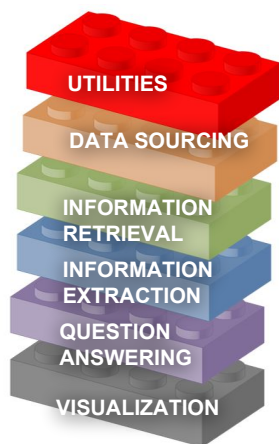 UTILITIES
DATA SOURCING
INFORMATION
RETRIEVAL
INFORMATION
EXTRACTION
QUESTION
ANSWERING
VISUALIZATION